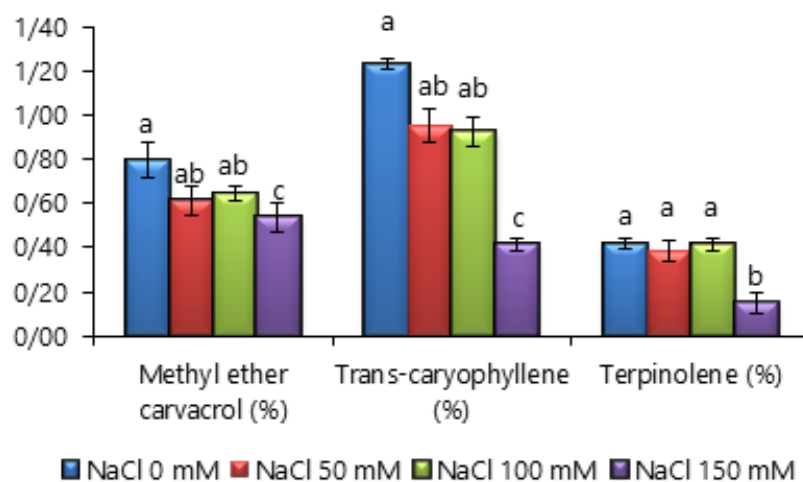 1/40
1/20
1/00
0/80
0/60
0/40
0/20
0/00
a
ab
ab
c
a
ab
ab
c
a
a
a
b
Methyl ether
carvacrol (%)
Trans-caryophyllene
(%)
Terpinolene (%)
NaCl 0 mM NaCl 50 mM NaCl 100 mM NaCl 150 mM